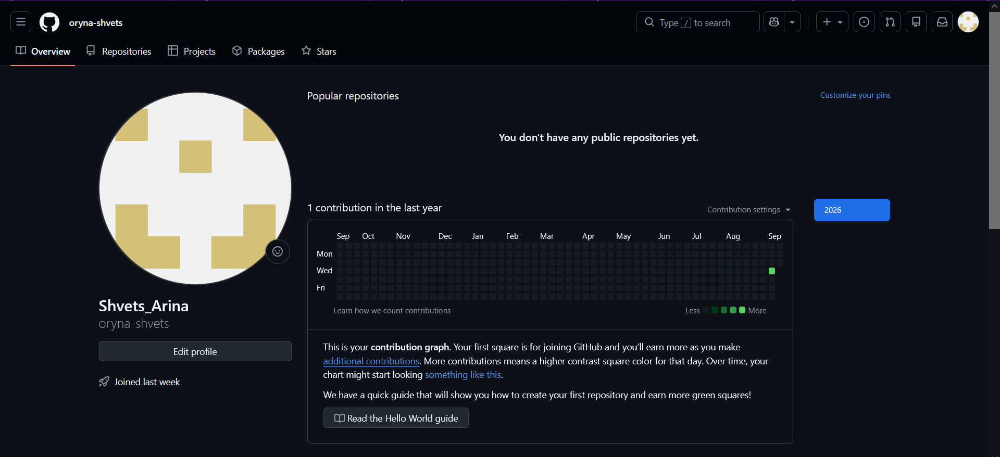 oryna-shvets
Type / to search
Overview
Repositories
Projects
Packages
Stars
Popular repositories
Customize your pins
You don't have any public repositories yet.
1 contribution in the last year
Contribution settings
2026
Sep Oct Nov Dec Jan Feb Mar Apr May Jun Jul Aug Sep
Mon
Wed
Fri
Learn how we count contributions
Less
More
Shvets_Arina
oryna-shvets
Edit profile
Joined last week
This is your contribution graph. Your first square is for joining GitHub and you’ll earn more as you make
additional contributions. More contributions means a higher contrast square color for that day. Over time, your
chart might start looking something like this.
We have a quick guide that will show you how to create your first repository and earn more green squares!
Read the Hello World guide